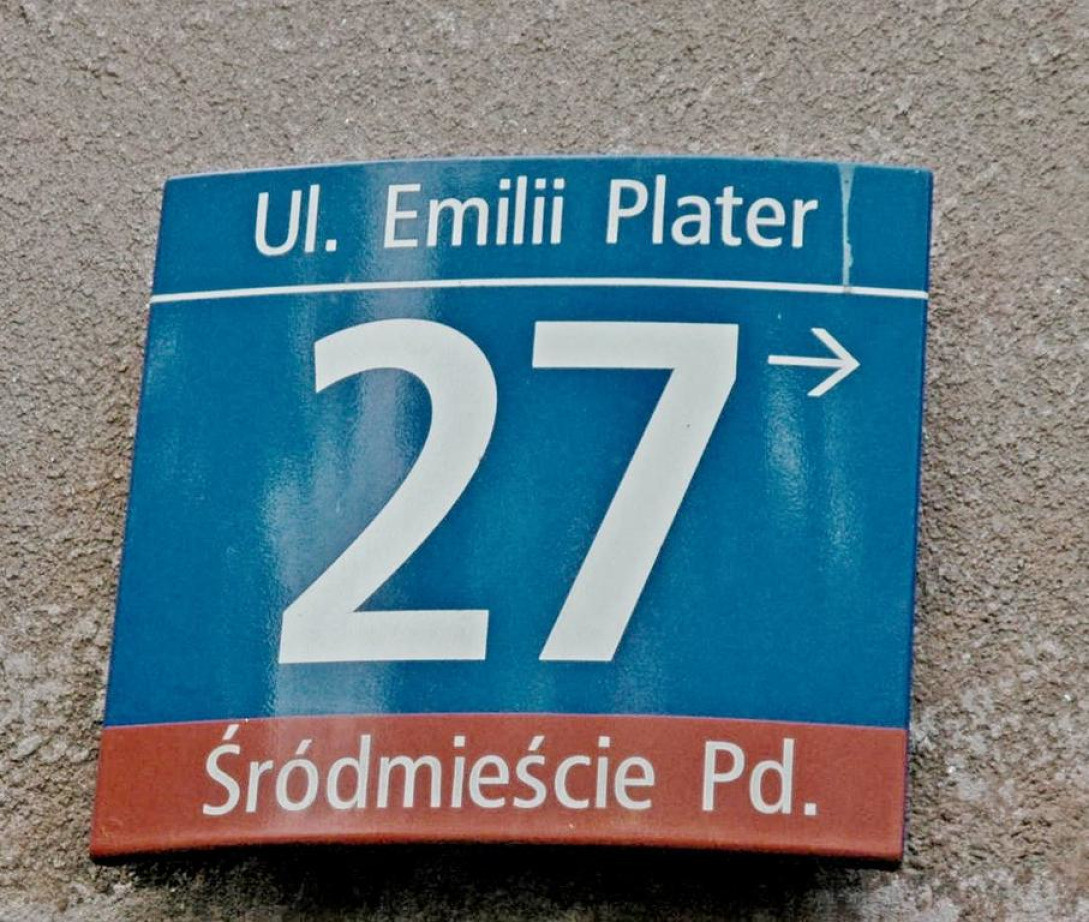 Ul. Emilii Plater
27 →
Śródmieście Pd.